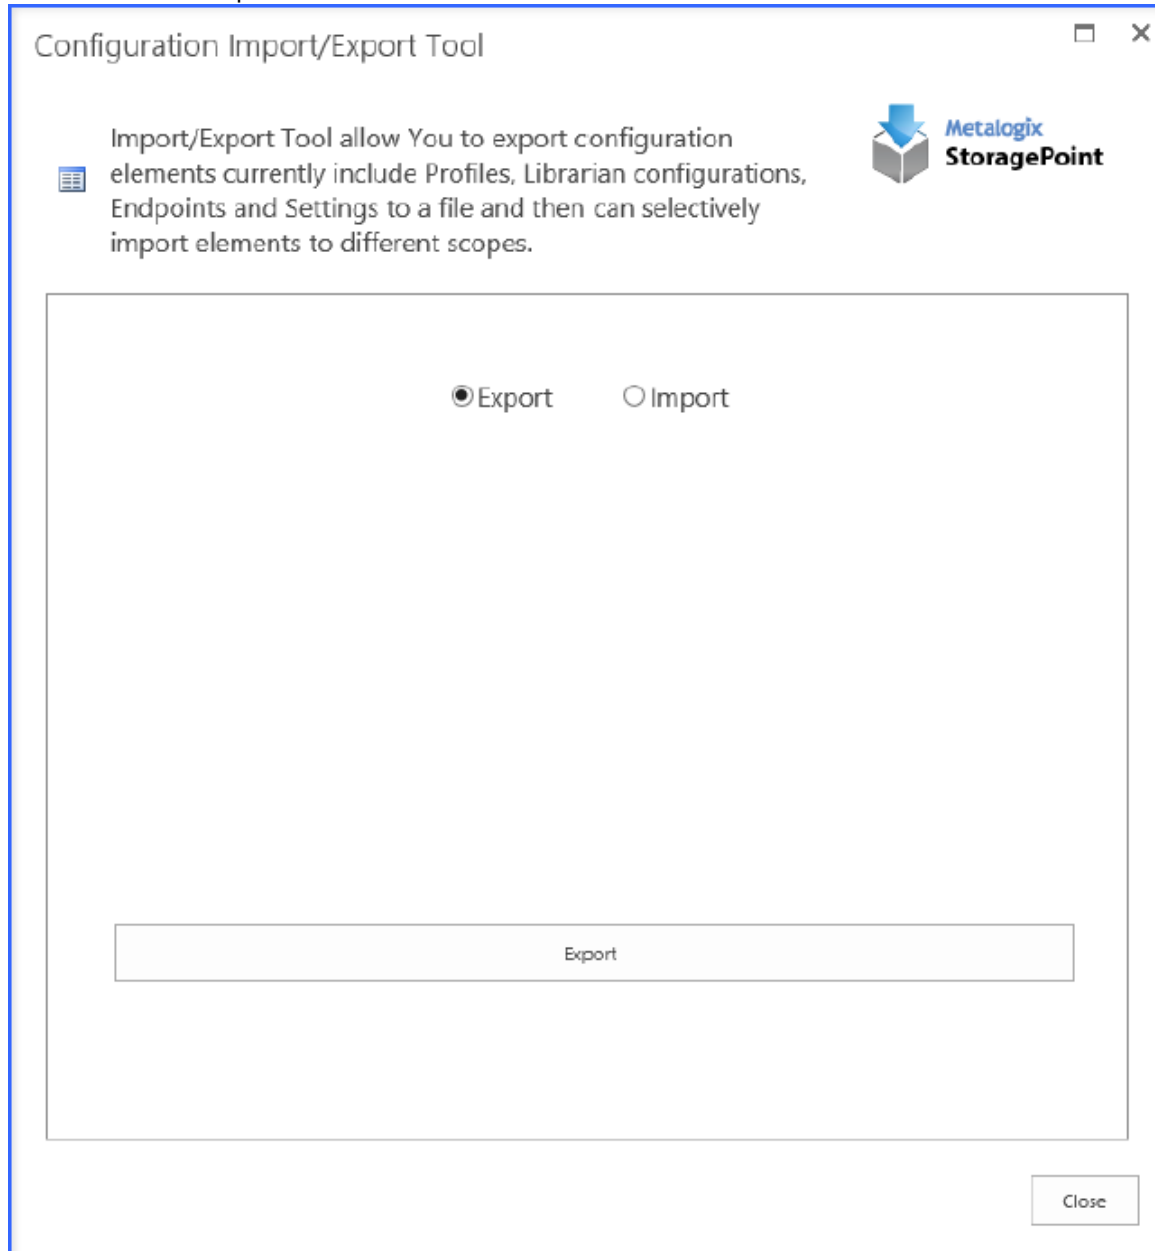 Configuration Import/Export Tool
Import/Export Tool allow You to export configuration
elements currently include Profiles, Librarian configurations,
Endpoints and Settings to a file and then can selectively
import elements to different scopes.
Metalogix
StoragePoint
Export Import
Export
Close